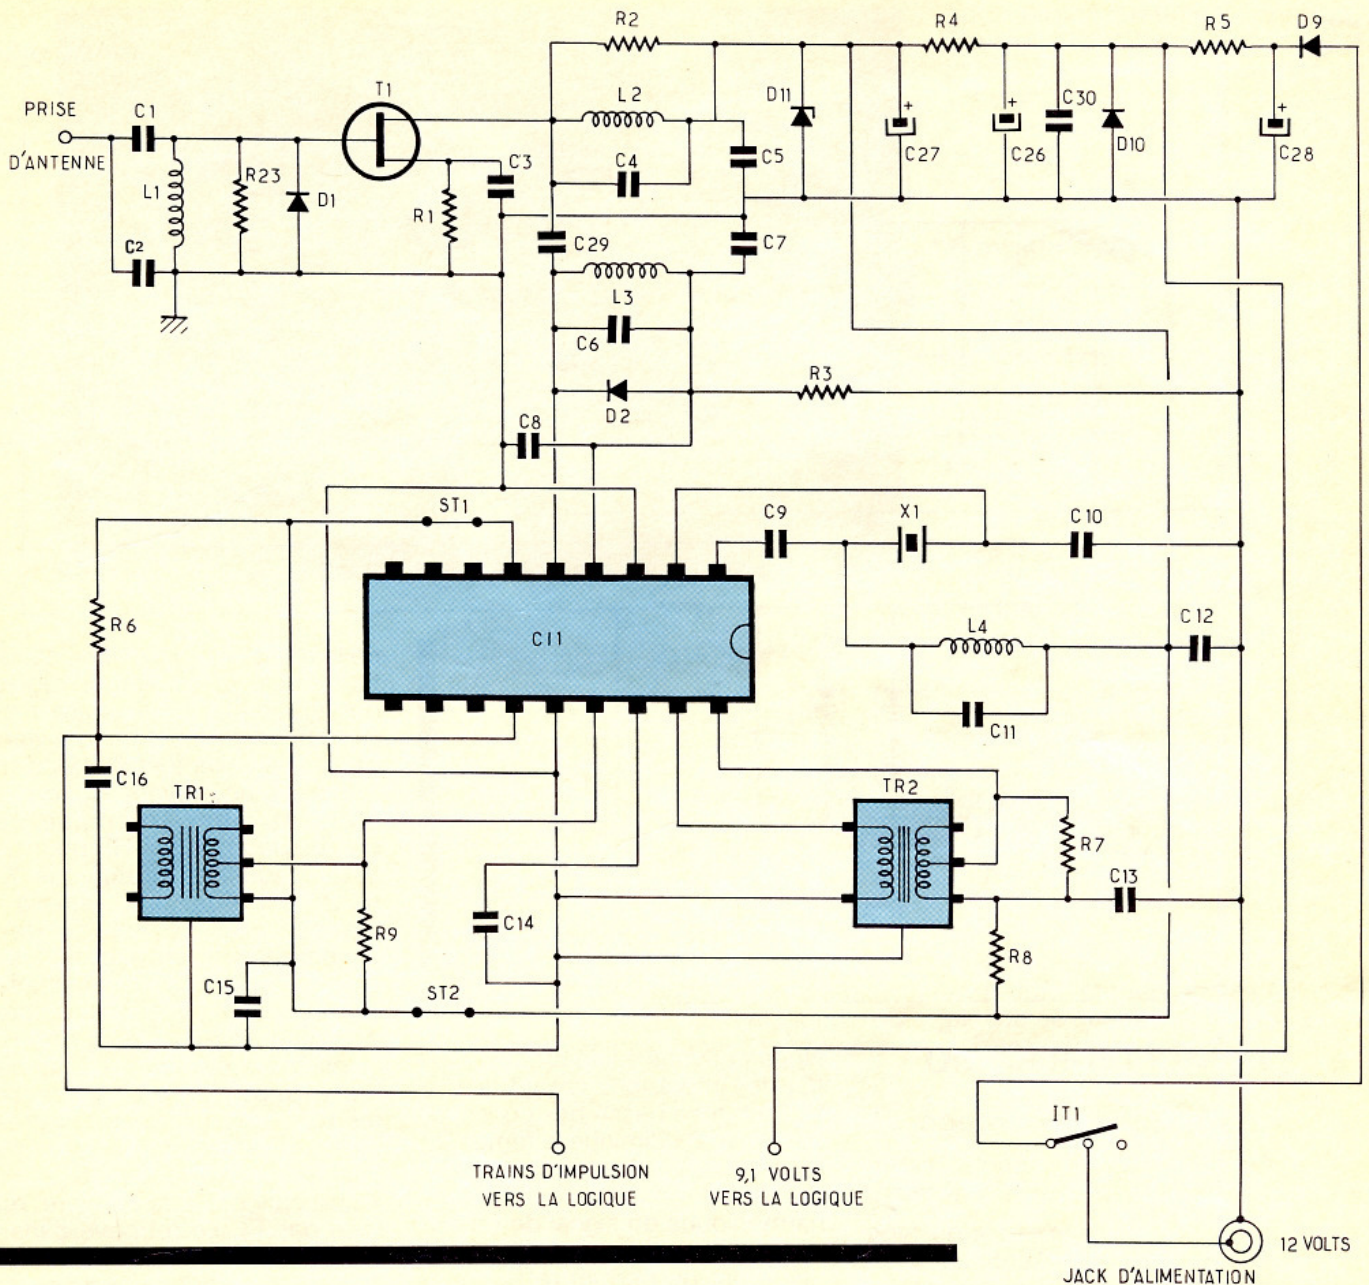 R2
R4
R5
D9
T1
PRISE
D'ANTENNE
C1
L2
D11
C30
C27
C26
D10
C28
C3
C4
C5
L1
R23
D1
R1
C2
C29
C7
L3
C6
R3
D2
C8
ST1
C9
X1
C10
R6
CI1
L4
C12
C11
C16
TR1
TR2
R7
C13
R9
C14
R8
C15
ST2
IT1
TRAINS D'IMPULSION
VERS LA LOGIQUE
9,1 VOLTS
VERS LA LOGIQUE
12 VOLTS
JACK D'ALIMENTATION